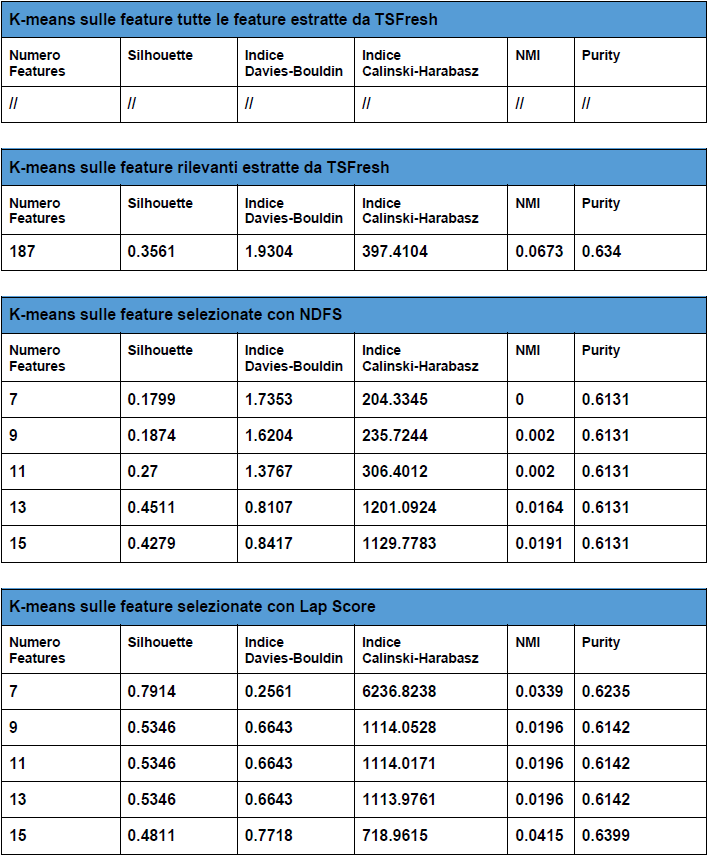 K-means sulle feature tutte le feature estratte da TSFresh
Numero Features Silhouette Indice Davies-Bouldin Indice Calinski-Harabasz NMI Purity
// // // // // //
K-means sulle feature rilevanti estratte da TSFresh
Numero Features Silhouette Indice Davies-Bouldin Indice Calinski-Harabasz NMI Purity
187 0.3561 1.9304 397.4104 0.0673 0.634
K-means sulle feature selezionate con NDFS
Numero Features Silhouette Indice Davies-Bouldin Indice Calinski-Harabasz NMI Purity
7 0.1799 1.7353 204.3345 0 0.6131
9 0.1874 1.6204 235.7244 0.002 0.6131
11 0.27 1.3767 306.4012 0.002 0.6131
13 0.4511 0.8107 1201.0924 0.0164 0.6131
15 0.4279 0.8417 1129.7783 0.0191 0.6131
K-means sulle feature selezionate con Lap Score
Numero Features Silhouette Indice Davies-Bouldin Indice Calinski-Harabasz NMI Purity
7 0.7914 0.2561 6236.8238 0.0339 0.6235
9 0.5346 0.6643 1114.0528 0.0196 0.6142
11 0.5346 0.6643 1114.0171 0.0196 0.6142
13 0.5346 0.6643 1113.9761 0.0196 0.6142
15 0.4811 0.7718 718.9615 0.0415 0.6399